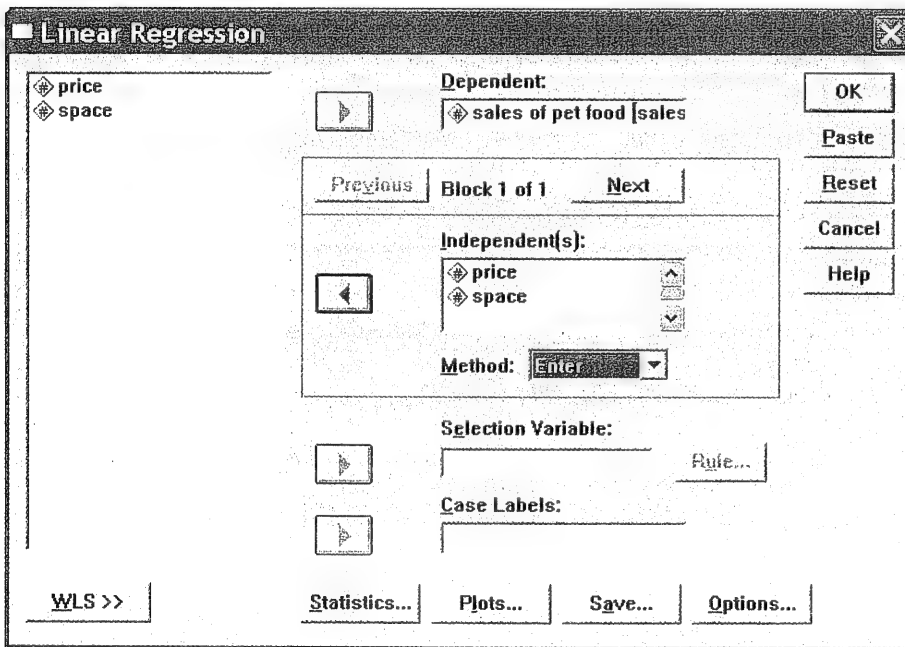 Linear Regression
price
space
Dependent:
sales of pet food [sales
OK
Paste
Reset
Cancel
Help
Previous
Block 1 of 1
Next
Independent(s):
price
space
Method:
Enter
Selection Variable:
Rule...
Case Labels:
WLS >>
Statistics...
Plots...
Save...
Options...